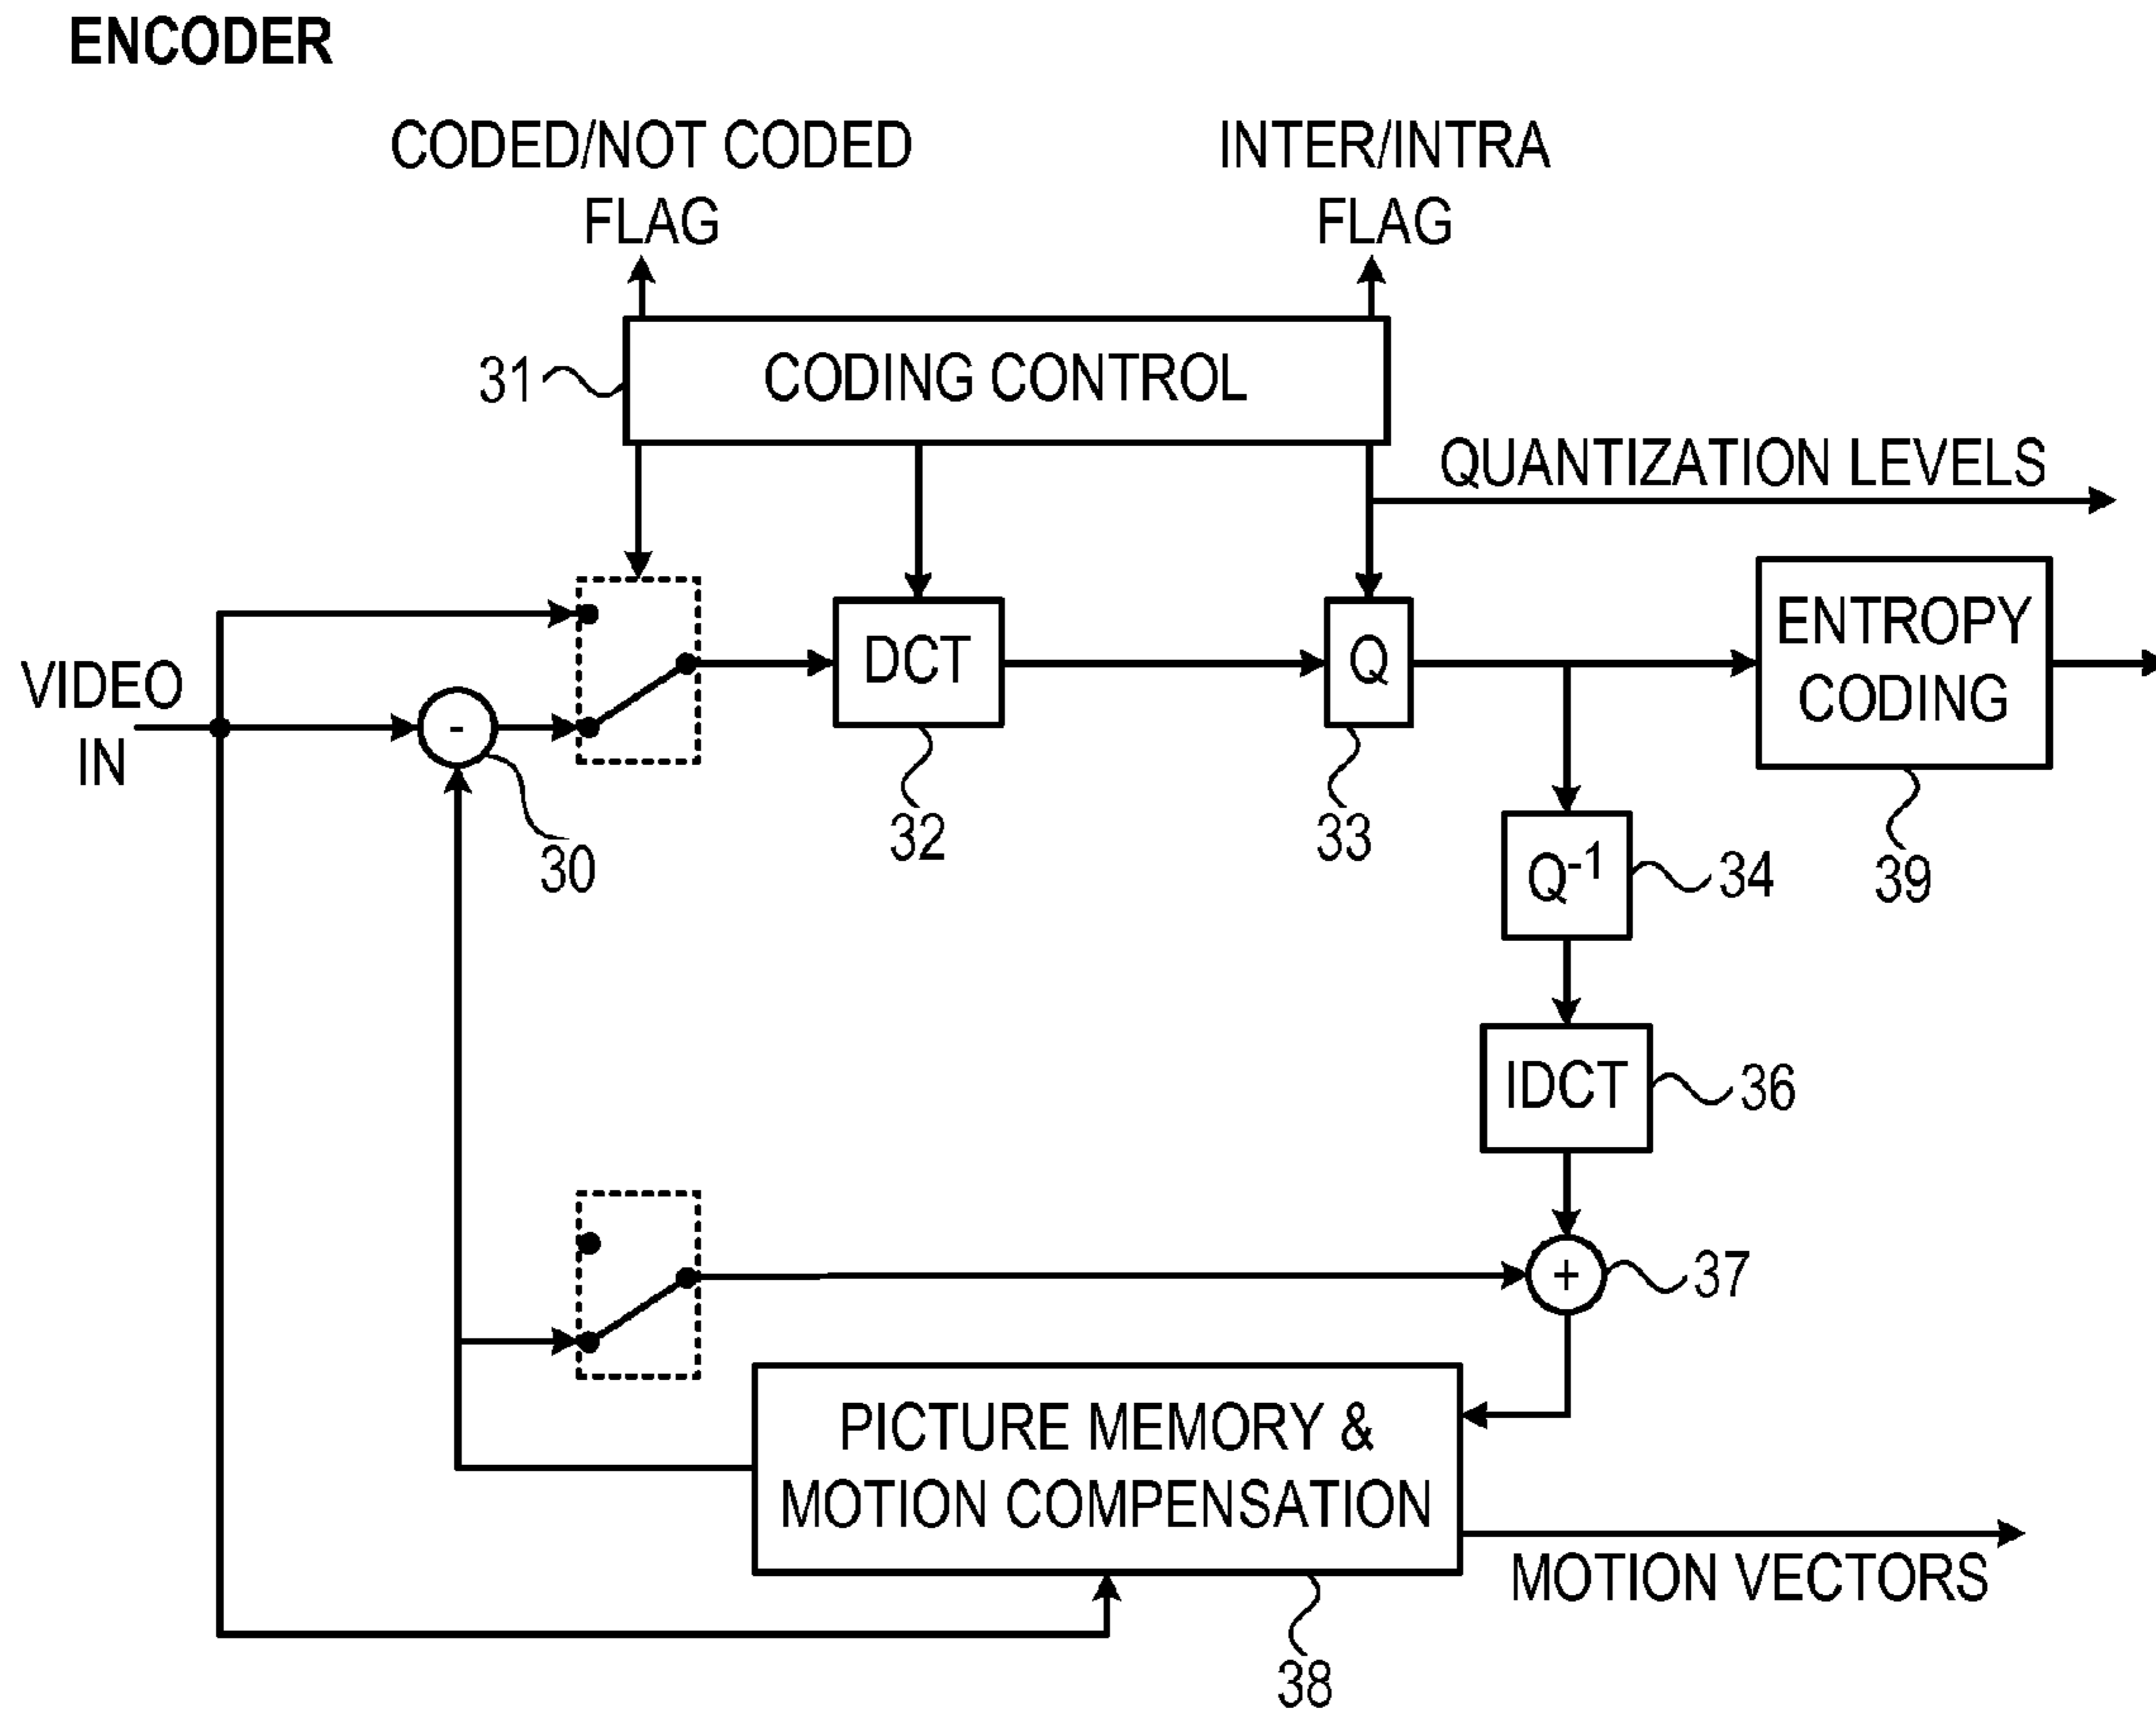 ENCODER
CODED/NOT CODED
FLAG
INTER/INTRA
FLAG
31
CODING CONTROL
QUANTIZATION LEVELS
VIDEO
IN
-
30
DCT
32
Q
33
ENTROPY
CODING
39
Q-1
34
IDCT
36
+
37
PICTURE MEMORY &
MOTION COMPENSATION
MOTION VECTORS
38